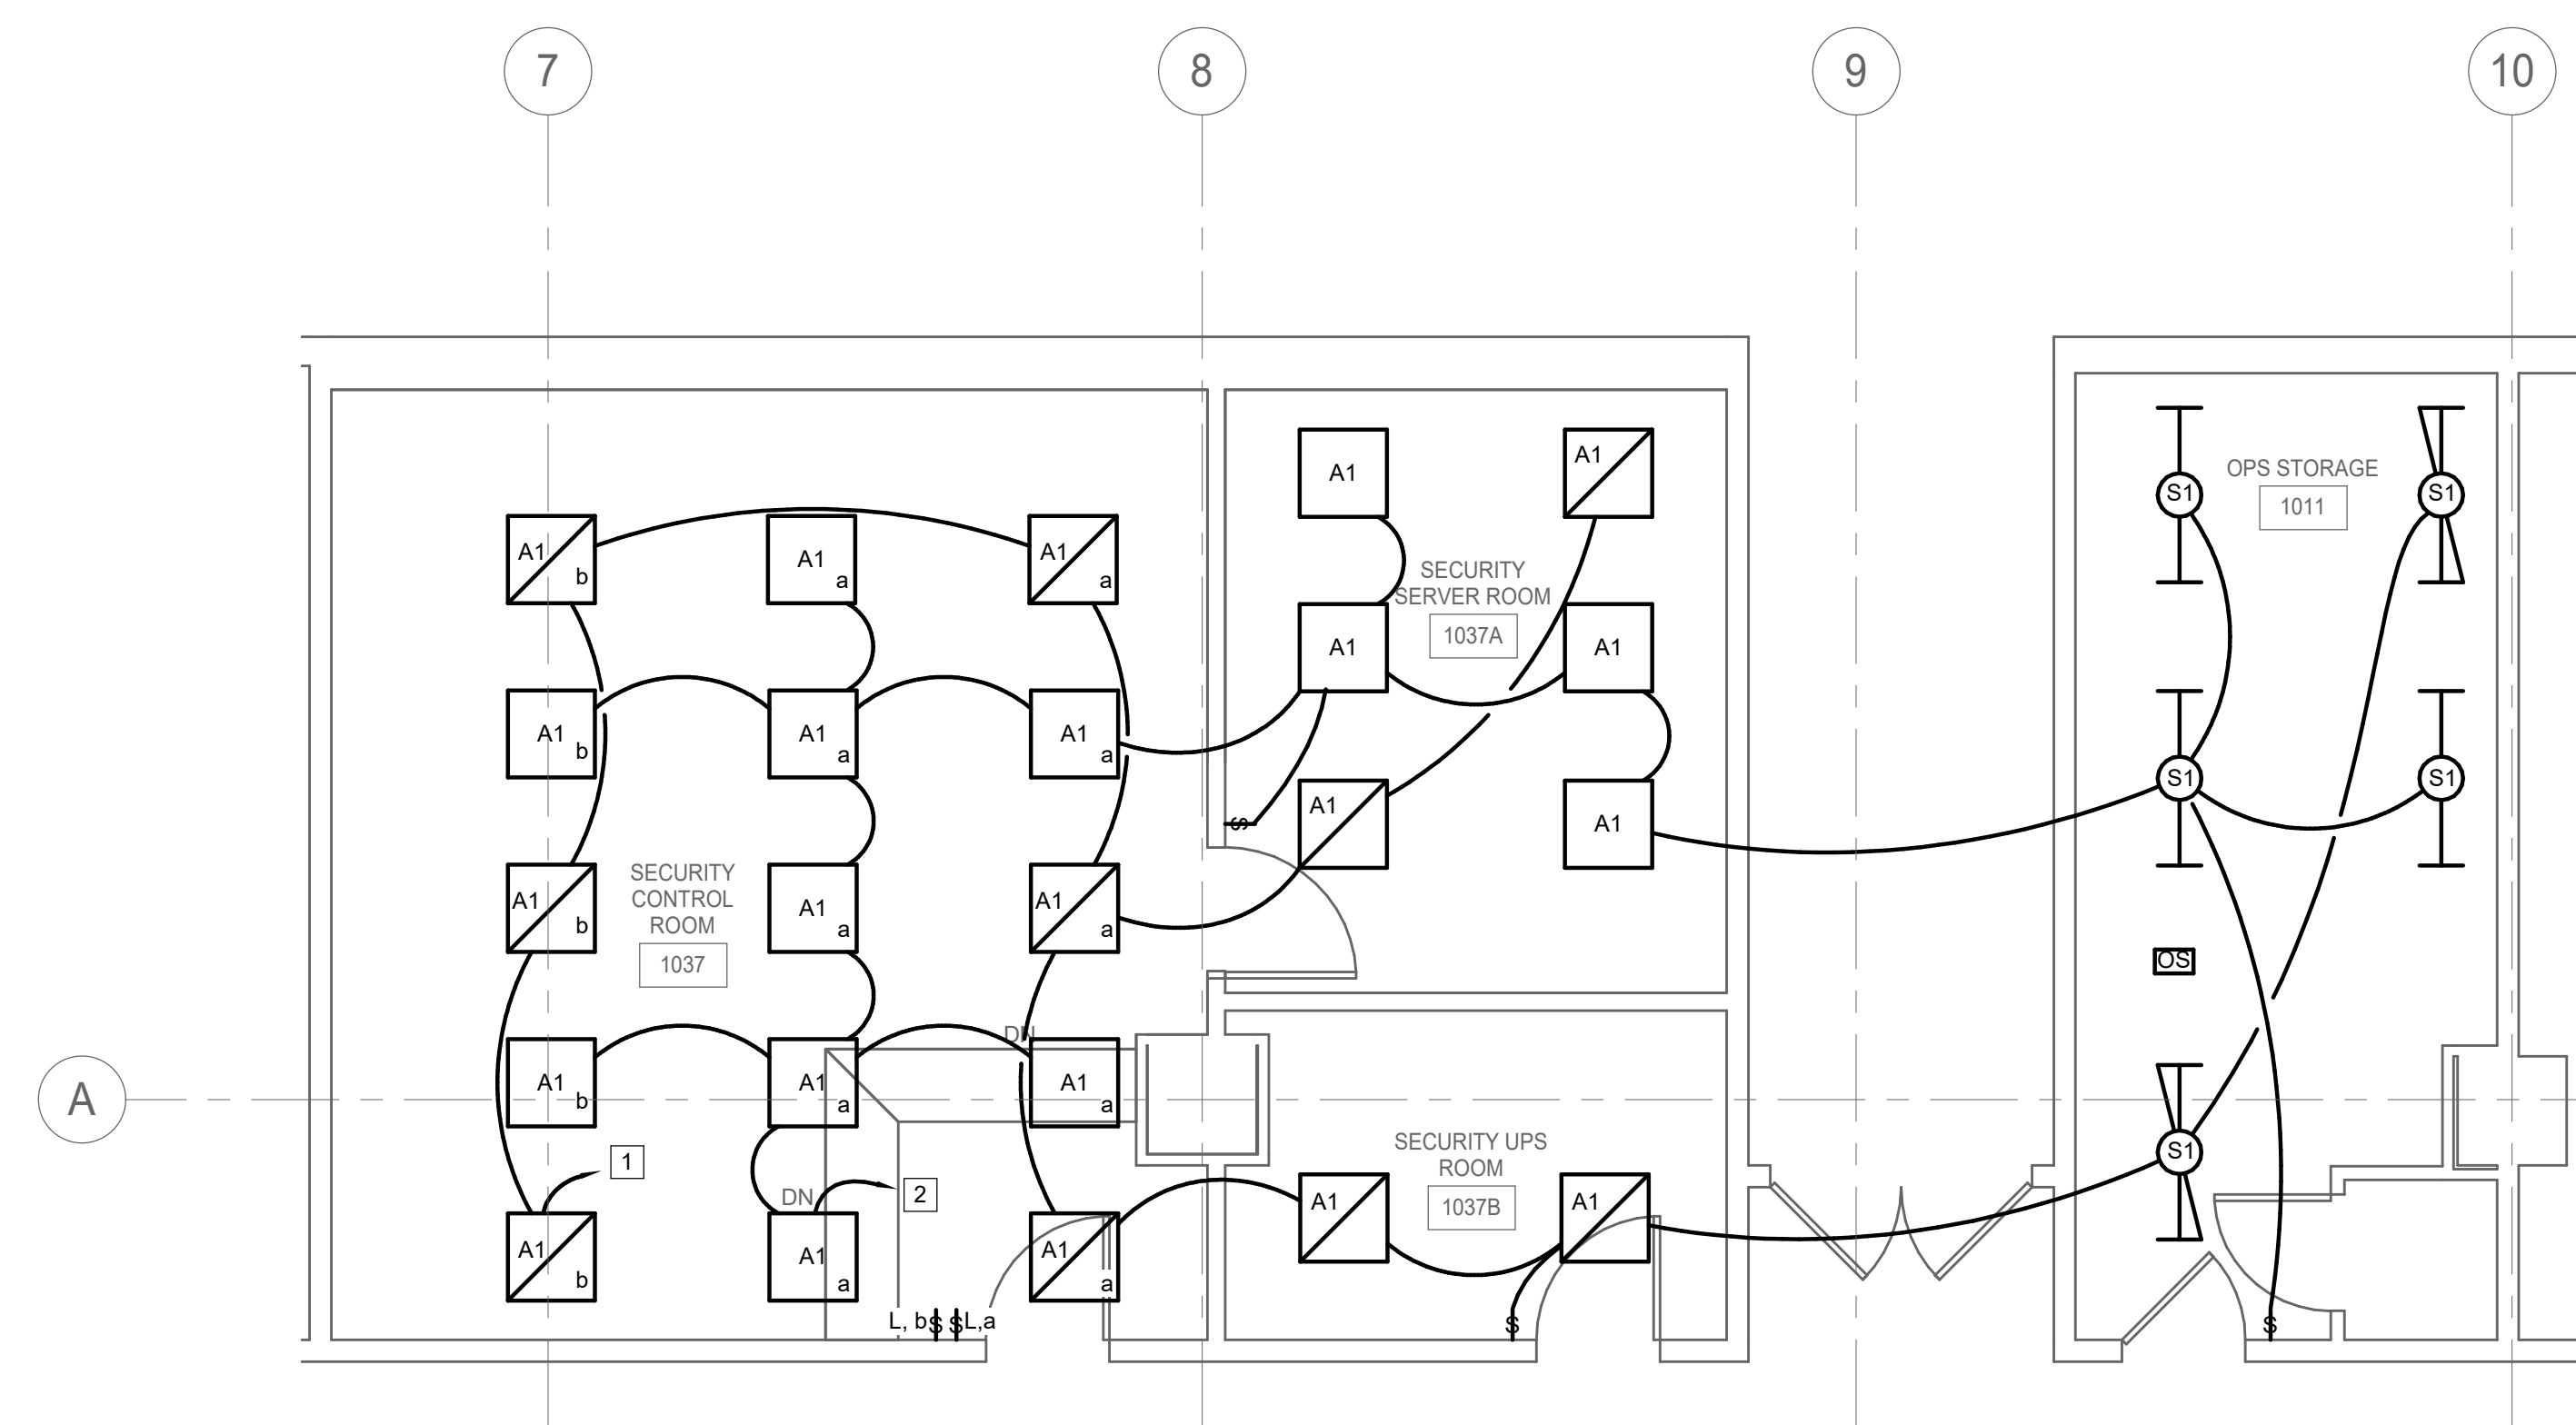 7
8
9
10
A1
A1
OPS STORAGE
S1
S1
1011
A1
b
A1
a
A1
a
SECURITY
SERVER ROOM
1037A
A1
A1
A1
b
A1
a
A1
a
S1
S1
$
A1
A1
SECURITY
CONTROL
ROOM
1037
A1
b
A1
a
A1
a
OS
DN
A
A1
b
A1
a
A1
a
SECURITY UPS
ROOM
1037B
S1
1
2
DN
A1
A1
A1
b
A1
a
A1
a
L, b$ $L,a
$
$